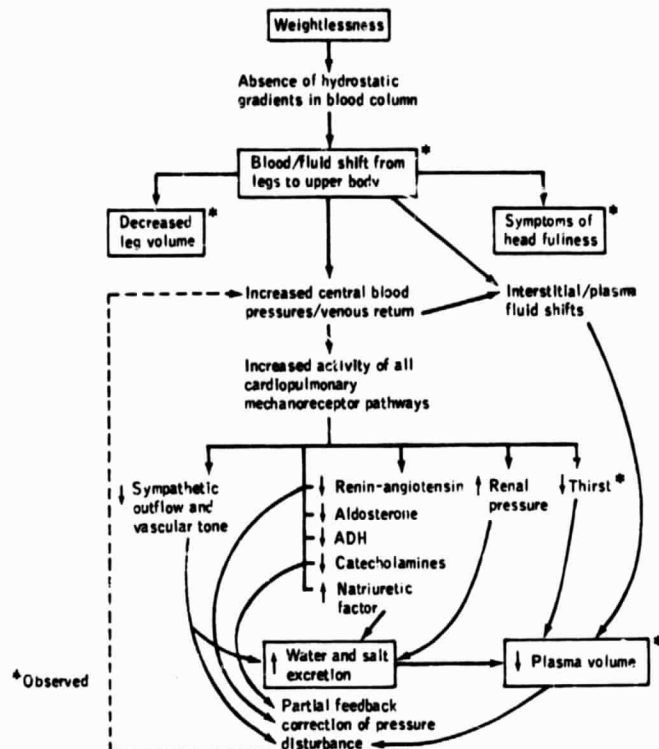 Weightlessness
Absence of hydrostatic
gradients in blood column
Blood/fluid shift from *
legs to upper body
Decreased *
leg volume
Symptoms of *
head fullness
Increased central blood
pressures/venous return
Interstitial/plasma
fluid shifts
Increased activity of all
cardiopulmonary
mechanoreceptor pathways
↓ Sympathetic
outflow and
vascular tone
↓ Renin-angiotensin
↓ Aldosterone
↓ ADH
↓ Catecholamines
↑ Natriuretic
factor
↑ Renal
pressure
↓ Thirst *
↑ Water and salt
excretion
↓ Plasma volume *
*Observed
Partial feedback
correction of pressure
disturbance